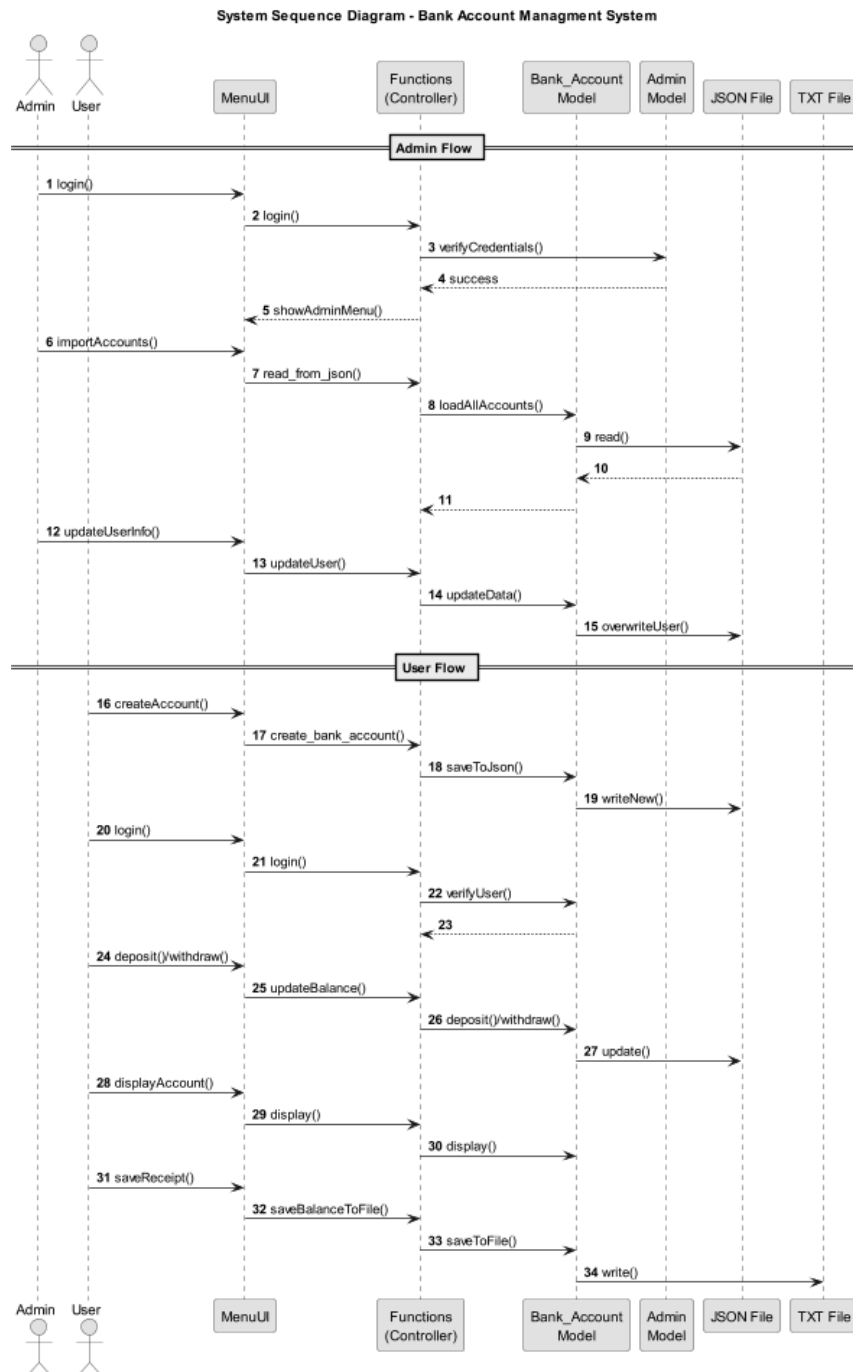 System Sequence Diagram - Bank Account Managment System
Admin
User
MenuUI
Functions
(Controller)
Bank_Account
Model
Admin
Model
JSON File
TXT File
Admin Flow
1 login()
2 login()
3 verifyCredentials()
4 success
5 showAdminMenu()
6 importAccounts()
7 read_from_json()
8 loadAllAccounts()
9 read()
10
11
12 updateUserInfo()
13 updateUser()
14 updateData()
15 overwriteUser()
User Flow
16 createAccount()
17 create_bank_account()
18 saveToJson()
19 writeNew()
20 login()
21 login()
22 verifyUser()
23
24 deposit()/withdraw()
25 updateBalance()
26 deposit()/withdraw()
27 update()
28 displayAccount()
29 display()
30 display()
31 saveReceipt()
32 saveBalanceToFile()
33 saveToFile()
34 write()
Admin
User
MenuUI
Functions
(Controller)
Bank_Account
Model
Admin
Model
JSON File
TXT File